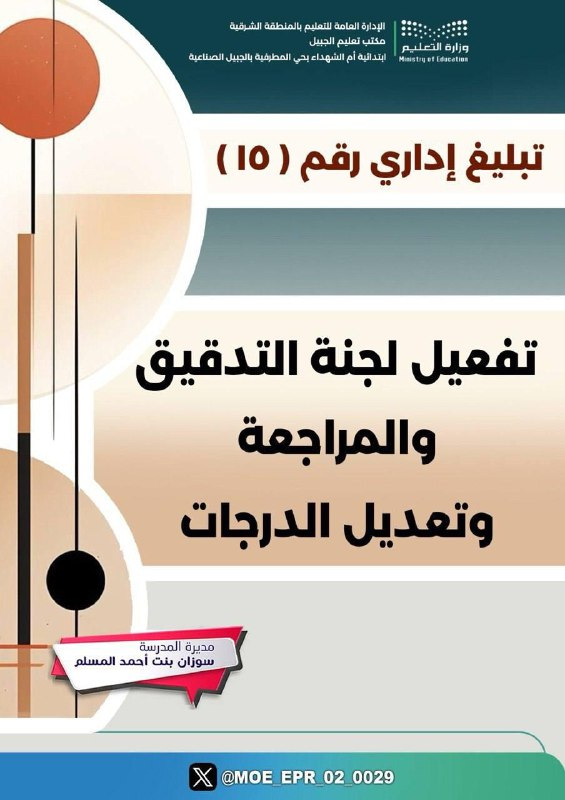 الإدارة العامة للتعليم بالمنطقة الشرقية
مكتب تعليم الجبيل
ابتدائية أم الشهداء بحي المطرفية بالجبيل الصناعية
وزارة التعليم
Ministry of Education
تبليغ إداري رقم ( ١٥ )
تفعيل لجنة التدقيق
والمراجعة
وتعديل الدرجات
مديرة المدرسة
سوزان بنت أحمد المسلم
@MOE_EPR_02_0029